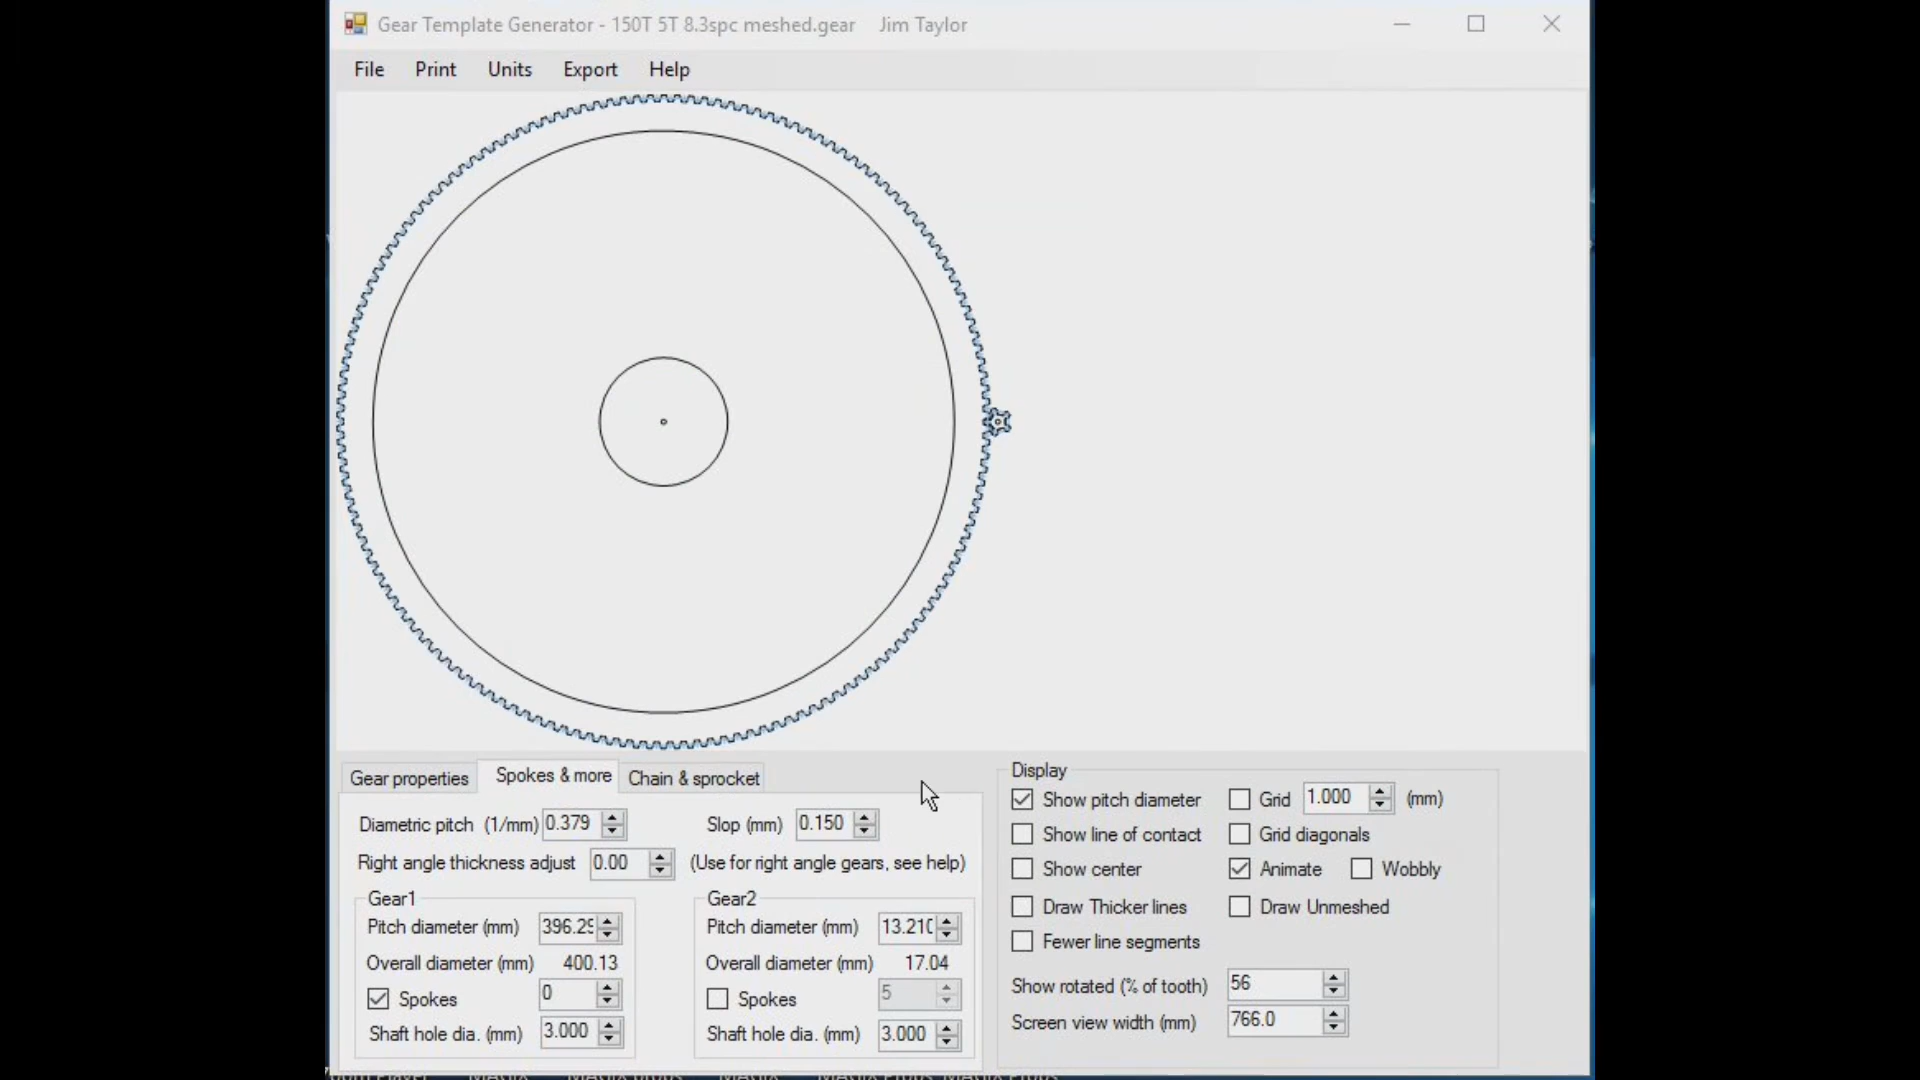 Gear Template Generator - 150T 5T 8.3spc meshed.gear Jim Taylor
File Print Units Export Help
Gear properties Spokes & more Chain & sprocket
Diametric pitch (1/mm) 0.379 Slop (mm) 0.150
Right angle thickness adjust 0.00 (Use for right angle gears, see help)
Gear1
Pitch diameter (mm) 396.29
Overall diameter (mm) 400.13
Spokes 0
Shaft hole dia. (mm) 3.000
Gear2
Pitch diameter (mm) 13.210
Overall diameter (mm) 17.04
Spokes 5
Shaft hole dia. (mm) 3.000
Display
Show pitch diameter Grid 1.000 (mm)
Show line of contact Grid diagonals
Show center Animate Wobbly
Draw Thicker lines Draw Unmeshed
Fewer line segments
Show rotated (% of tooth) 56
Screen view width (mm) 766.0